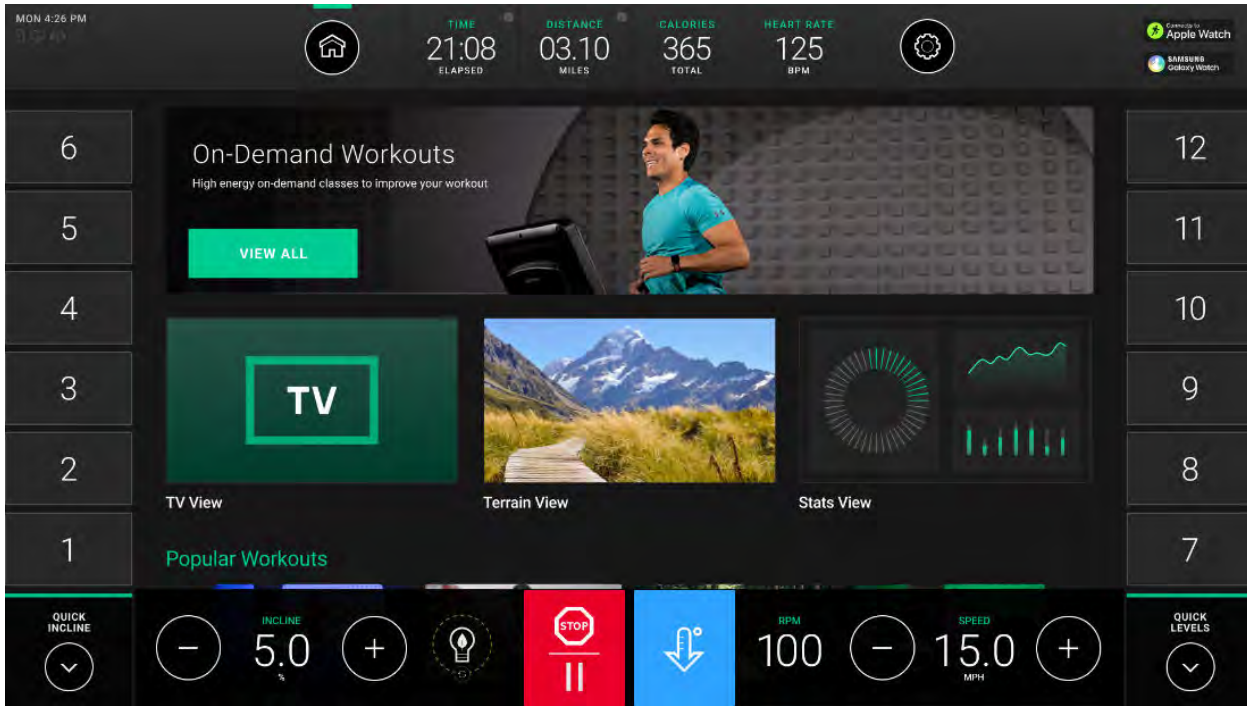 MON 4:26 PM
TIME
21:08
ELAPSED
DISTANCE
03.10
MILES
CALORIES
365
TOTAL
HEART RATE
125
BPM
Connects to
Apple Watch
SAMSUNG
Galaxy Watch
6
5
4
3
2
1
On-Demand Workouts
High energy on-demand classes to improve your workout
VIEW ALL
TV
TV View
Terrain View
Stats View
Popular Workouts
12
11
10
9
8
7
QUICK
INCLINE
INCLINE
5.0
%
STOP
RPM
100
SPEED
15.0
MPH
QUICK
LEVELS